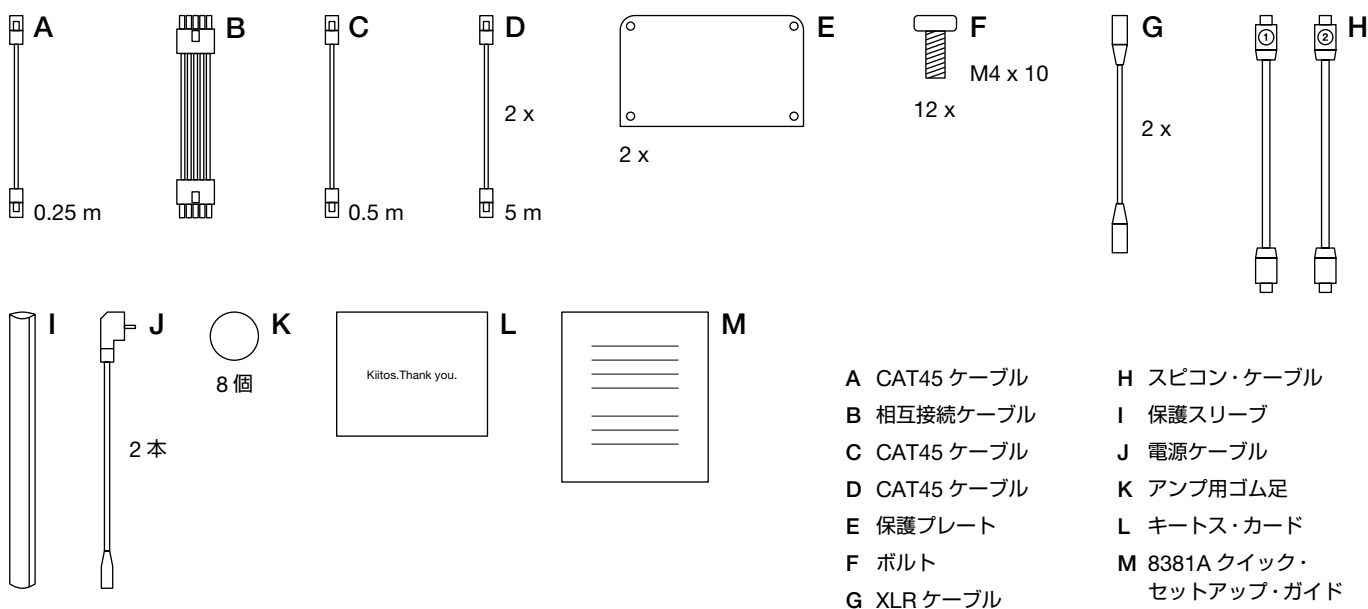 A
0.25 m
B
C
0.5 m
D
2 x
5 m
E
2 x
F
M4 x 10
12 x
G
2 x
① ②
H
I
J
2 本
K
8 個
L
Kiitos.Thank you.
M
A CAT45 ケーブル
B 相互接続ケーブル
C CAT45 ケーブル
D CAT45 ケーブル
E 保護プレート
F ボルト
G XLR ケーブル
H スピコン・ケーブル
I 保護スリーブ
J 電源ケーブル
K アンプ用ゴム足
L キートス・カード
M 8381A クイック・
セットアップ・ガイド